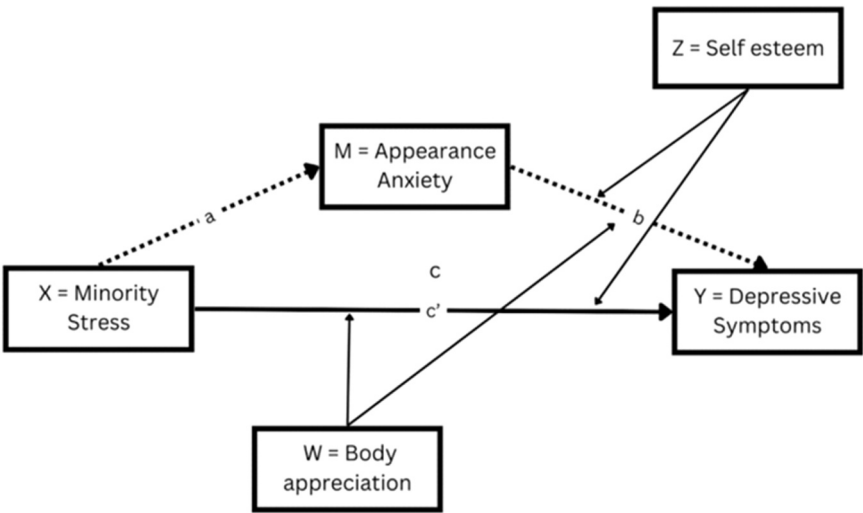 Z = Self esteem
M = Appearance
Anxiety
a
b
c
X = Minority
Stress
c'
Y = Depressive
Symptoms
W = Body
appreciation